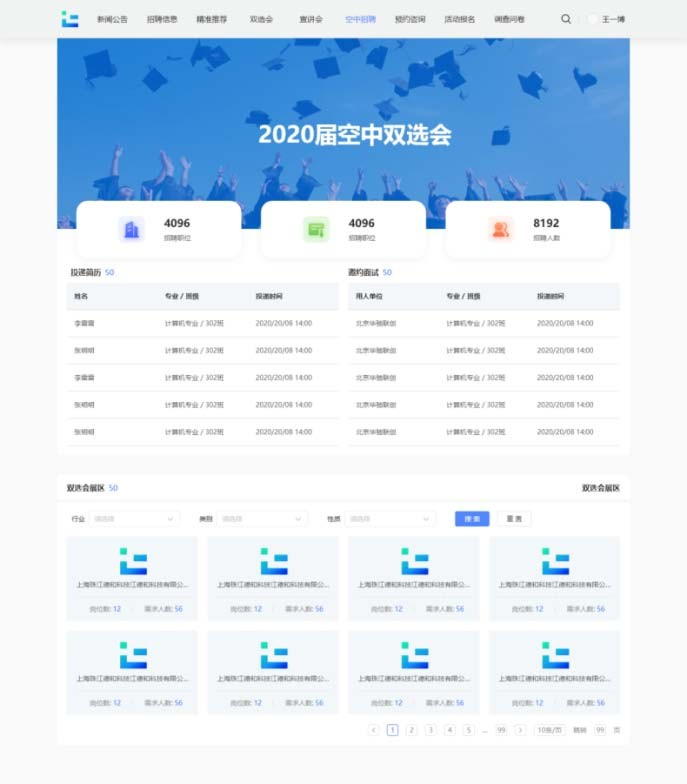 新闻公告 招聘信息 精准推荐 双选会 宣讲会 空中招聘 预约咨询 活动报名 调查问卷 王一博
2020届空中双选会
4096 4096 8192
招聘职位 招聘职位 招聘人数
投递简历 50 邀约面试 50
姓名 专业 / 班级 投递时间 用人单位 专业 / 班级 投递时间
李雷雷 计算机专业 / 302班 2020/20/08 14:00 北京华驰联创 计算机专业 / 302班 2020/20/08 14:00
张明明 计算机专业 / 302班 2020/20/08 14:00 北京华驰联创 计算机专业 / 302班 2020/20/08 14:00
李雷雷 计算机专业 / 302班 2020/20/08 14:00 北京华驰联创 计算机专业 / 302班 2020/20/08 14:00
张明明 计算机专业 / 302班 2020/20/08 14:00 北京华驰联创 计算机专业 / 302班 2020/20/08 14:00
张明明 计算机专业 / 302班 2020/20/08 14:00 北京华驰联创 计算机专业 / 302班 2020/20/08 14:00
双选会展区 50 双选会展区
行业 请选择 类别 请选择 性质 请选择 搜索 重置
上海珠江德和科技江德和科技有限公... 上海珠江德和科技江德和科技有限公... 上海珠江德和科技江德和科技有限公... 上海珠江德和科技江德和科技有限公...
岗位数: 12 需求人数: 56 岗位数: 12 需求人数: 56 岗位数: 12 需求人数: 56 岗位数: 12 需求人数: 56
上海珠江德和科技江德和科技有限公... 上海珠江德和科技江德和科技有限公... 上海珠江德和科技江德和科技有限公... 上海珠江德和科技江德和科技有限公...
岗位数: 12 需求人数: 56 岗位数: 12 需求人数: 56 岗位数: 12 需求人数: 56 岗位数: 12 需求人数: 56
< 1 2 3 4 5 ... 99 > 10条/页 跳转 99 页